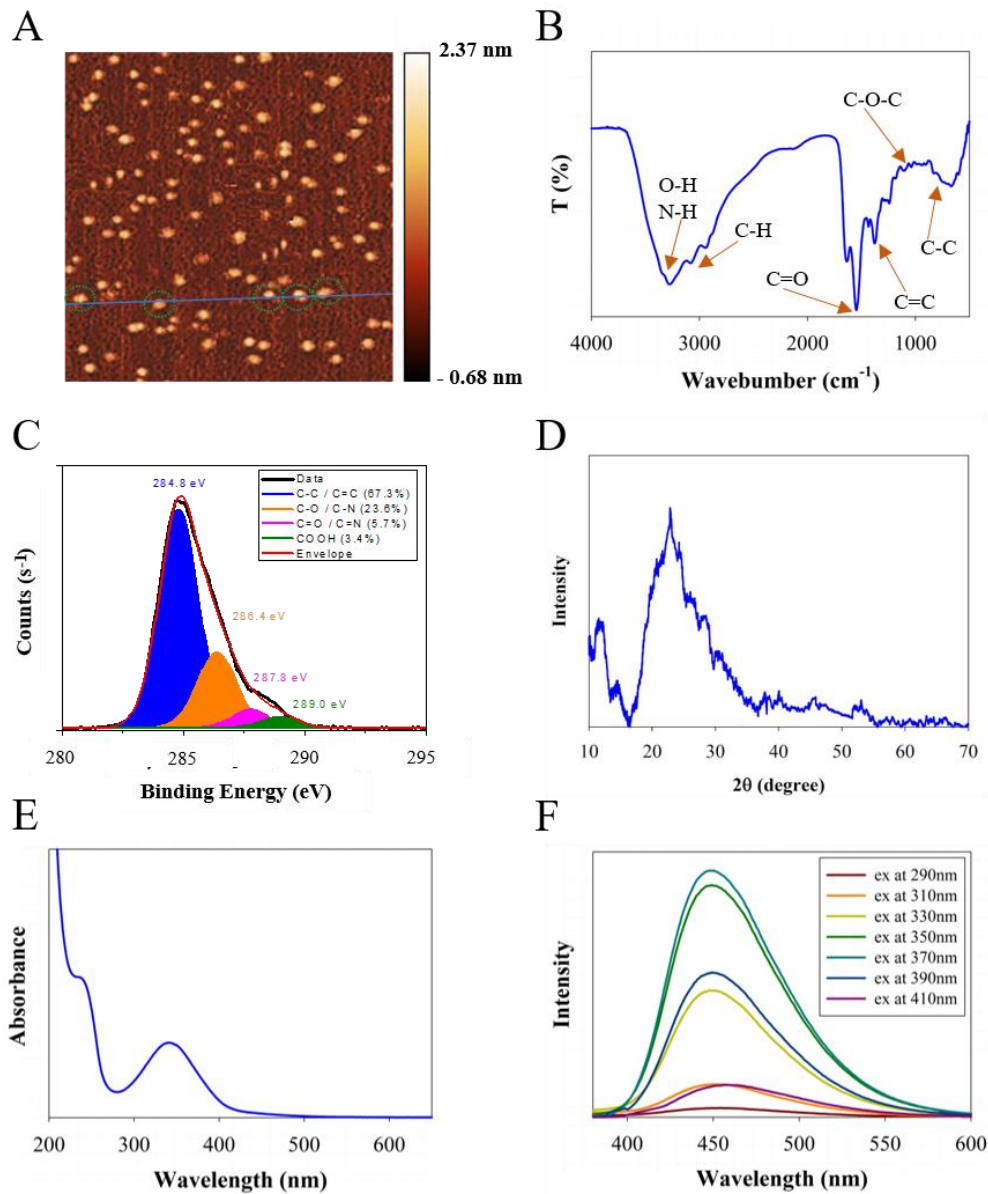 A
2.37 nm
- 0.68 nm
B
C-O-C
O-H
N-H
C-H
C=O
C-C
C=C
T (%)
4000 3000 2000 1000
Wavebumber (cm-1)
C
284.8 eV
Data
C-C / C=C (67.3%)
C-O / C-N (23.6%)
C=O / C=N (5.7%)
COOH (3.4%)
Envelope
286.4 eV
287.8 eV
289.0 eV
Counts (s-1)
280 285 290 295
Binding Energy (eV)
D
Intensity
10 20 30 40 50 60 70
2θ (degree)
E
Absorbance
200 300 400 500 600
Wavelength (nm)
F
ex at 290nm
ex at 310nm
ex at 330nm
ex at 350nm
ex at 370nm
ex at 390nm
ex at 410nm
Intensity
400 450 500 550 600
Wavelength (nm)